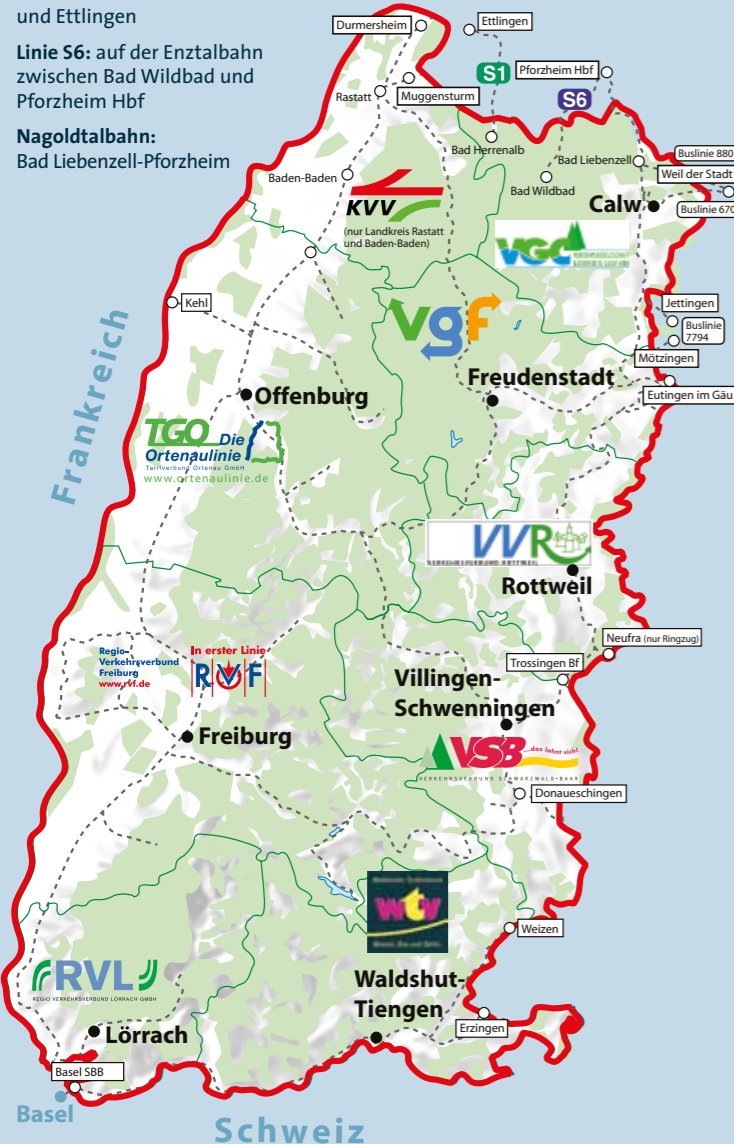 und Ettlingen
Linie S6: auf der Enztalbahn
zwischen Bad Wildbad und
Pforzheim Hbf
Nagoldtalbahn:
Bad Liebenzell-Pforzheim
Durmersheim
Ettlingen
S1
Pforzheim Hbf
S6
Rastatt
Muggensturm
Bad Herrenalb
Bad Liebenzell
Buslinie 880
Weil der Stadt
Baden-Baden
Bad Wildbad
KVV
(nur Landkreis Rastatt
und Baden-Baden)
Calw
Buslinie 670
VGC
Kehl
Jettingen
vgf
Buslinie
7794
Mötzingen
Frankreich
Offenburg
Freudenstadt
Eutingen im Gäu
TGO Die
Ortenaulinie
Tarifverbund Ortenau GmbH
www.ortenaulinie.de
VVR
VERKEHRSVERBUND ROTTWEIL
Rottweil
Neufra (nur Ringzug)
Trossingen Bf
Regio-
Verkehrsverbund
Freiburg
www.rvf.de
In erster Linie
RVF
Villingen-
Schwenningen
Freiburg
VSB ...das lohnt sich!
VERKEHRSVERBUND SCHWARZWALD-BAAR
Donaueschingen
wtv
Weizen
RVL
REGIO VERKEHRSVERBUND LÖRRACH GMBH
Waldshut-
Tiengen
Erzingen
Lörrach
Basel SBB
Basel
Schweiz